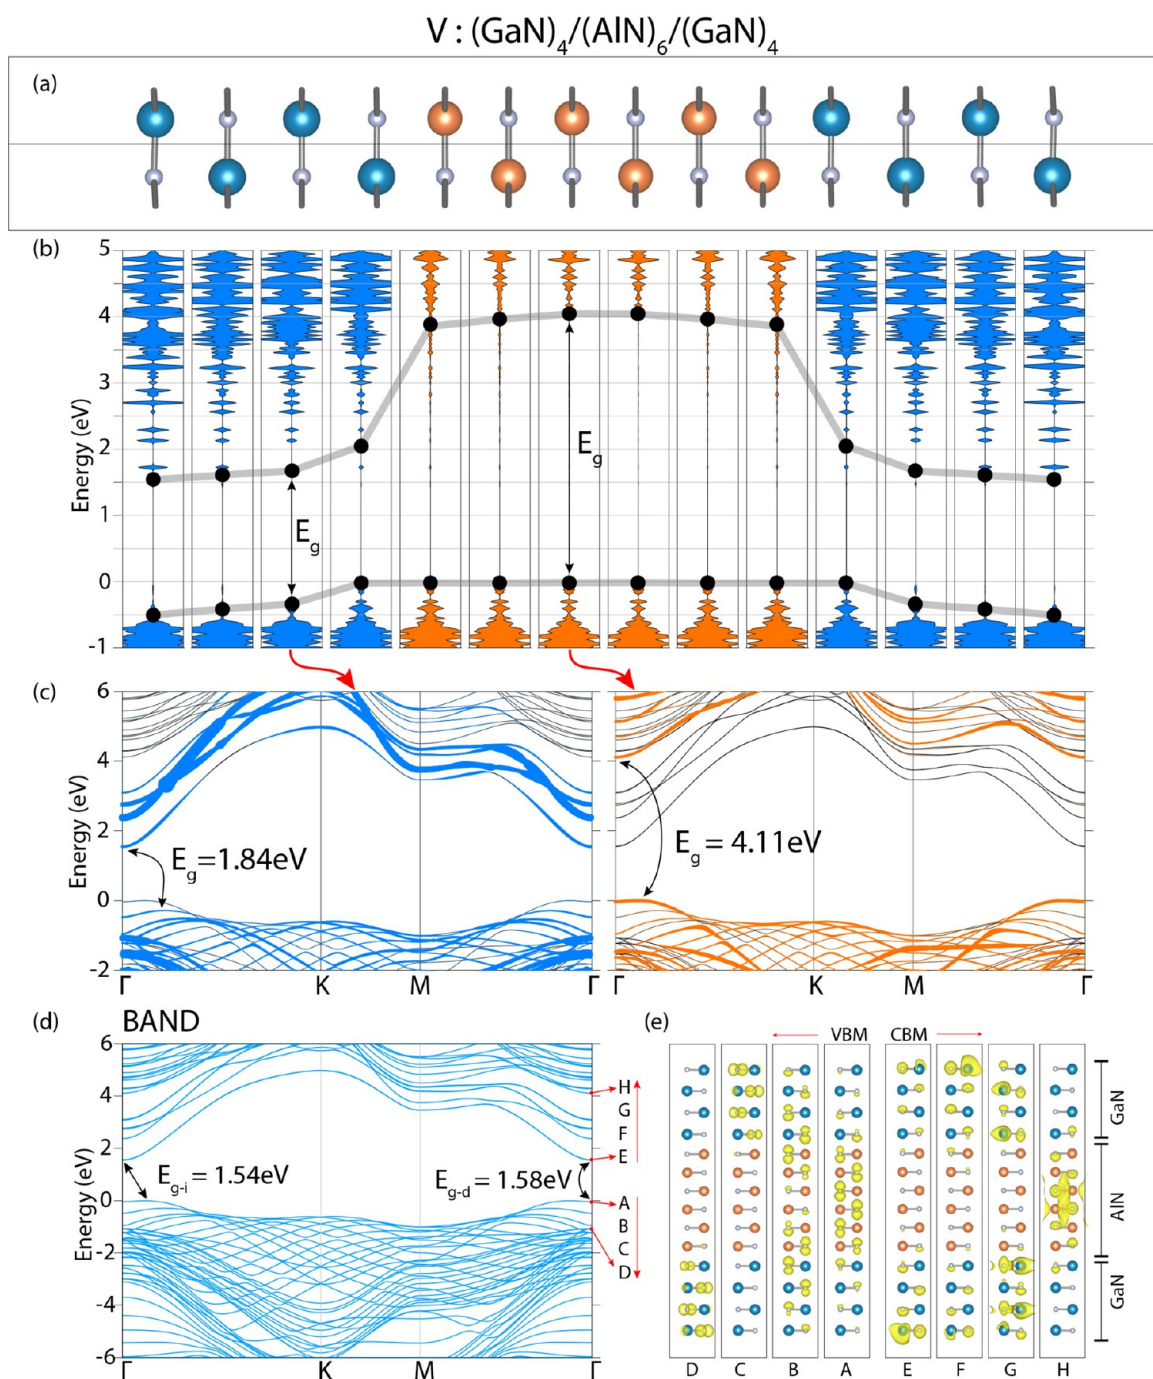 V : (GaN)4/(AlN)6/(GaN)4
(a)
(b)
5
4
3
2
1
0
-1
Energy (eV)
Eg
Eg
(c)
6
4
2
0
-2
Energy (eV)
Eg=1.84eV
Eg = 4.11eV
Γ K M Γ
Γ K M Γ
(d) BAND
6
4
2
0
-2
-4
-6
Energy (eV)
Eg-i = 1.54eV
Eg-d = 1.58eV
H
G
F
E
A
B
C
D
Γ K M Γ
(e)
VBM CBM
GaN
AlN
GaN
D C B A E F G H